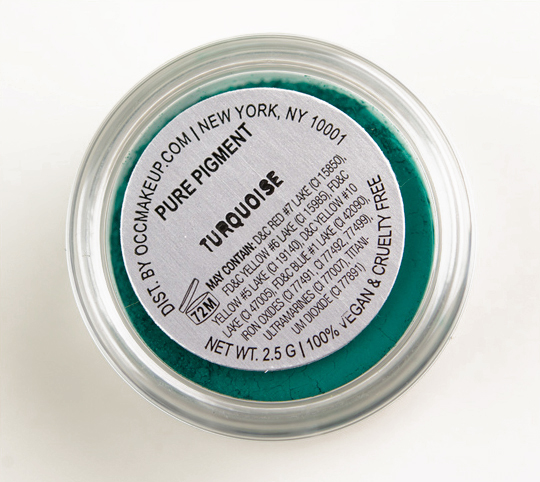 DIST. BY OCCMAKEUP.COM | NEW YORK, NY 10001
PURE PIGMENT
TURQUOISE
MAY CONTAIN: D&C RED #7 LAKE (CI 15850),
FD&C YELLOW #6 LAKE (CI 15985), FD&C
YELLOW #5 LAKE (CI 19140), D&C YELLOW #10
LAKE (CI 47005), FD&C BLUE #1 LAKE (CI 42090),
IRON OXIDES (CI 77491, CI 77492, 77499),
ULTRAMARINES (CI 77007), TITANI-
UM DIOXIDE (CI 77891)
72M
NET WT. 2.5 G | 100% VEGAN & CRUELTY FREE